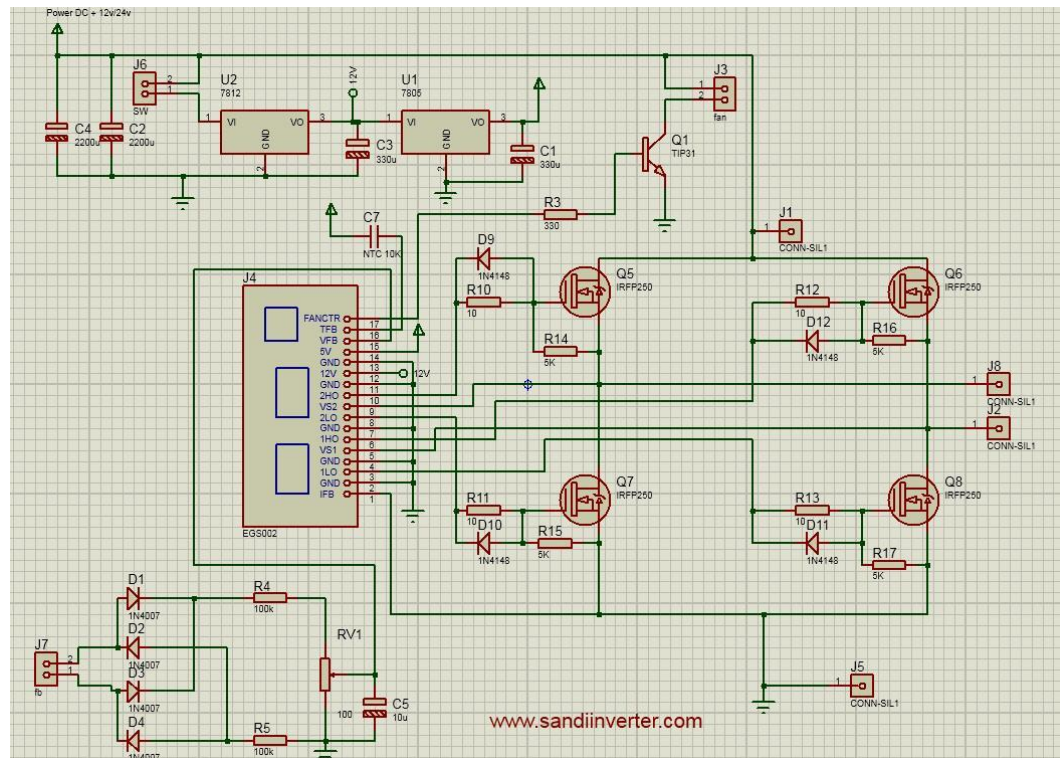 Power DC + 12v/24v
J6
2
1
SW
U2
7812
VI
VO
GND
1
3
2
12V
U1
7805
VI
VO
GND
1
3
2
J3
1
2
fan
C4
2200u
C2
2200u
C3
330u
C1
330u
Q1
TIP31
R3
330
C7
NTC 10K
J1
1
CONN-SIL1
D9
1N4148
R10
10
Q5
IRFP250
R14
5K
R12
10
D12
1N4148
Q6
IRFP250
R16
5K
J4
FANCTR
TFB
VFB
5V
GND
12V
GND
2HO
VS2
2LO
GND
1HO
VS1
GND
1LO
GND
IFB
17
16
15
14
13
12
11
10
9
8
7
6
5
4
3
2
1
12V
EGS002
J8
1
CONN-SIL1
J2
1
CONN-SIL1
R11
10
D10
1N4148
Q7
IRFP250
R15
5K
R13
10
D11
1N4148
Q8
IRFP250
R17
5K
D1
1N4007
D2
1N4007
D3
1N4007
D4
1N4007
J7
2
1
fb
R4
100k
R5
100k
RV1
100
C5
10u
J5
1
CONN-SIL1
www.sandiinverter.com